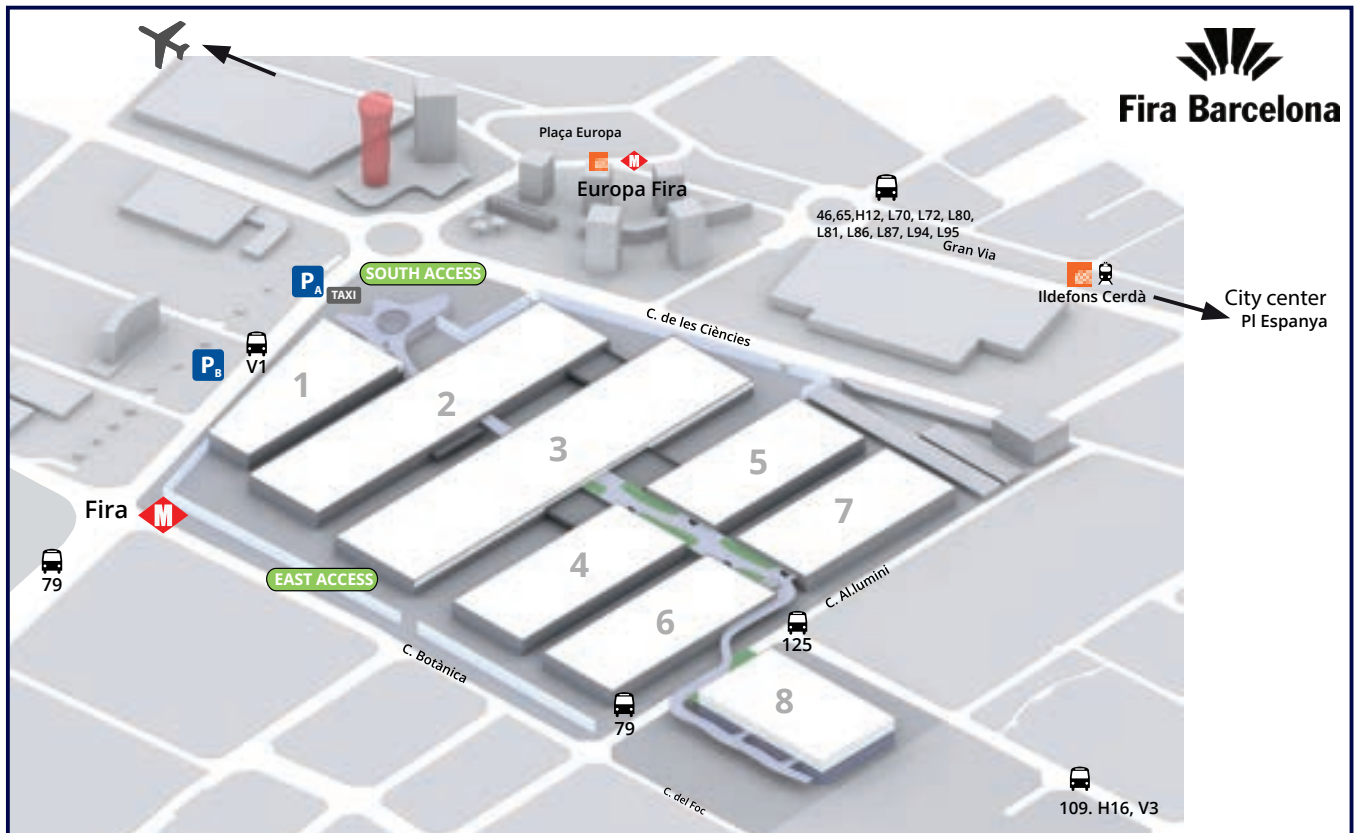 Fira Barcelona
Plaça Europa
M
Europa Fira
46,65,H12, L70, L72, L80,
L81, L86, L87, L94, L95
Gran Via
SOUTH ACCESS
PA
TAXI
Ildefons Cerdà
City center
Pl Espanya
C. de les Ciències
V1
PB
1
2
3
5
7
Fira
M
79
4
EAST ACCESS
6
C. Al.lumini
125
C. Botànica
8
79
C. del Foc
109. H16, V3